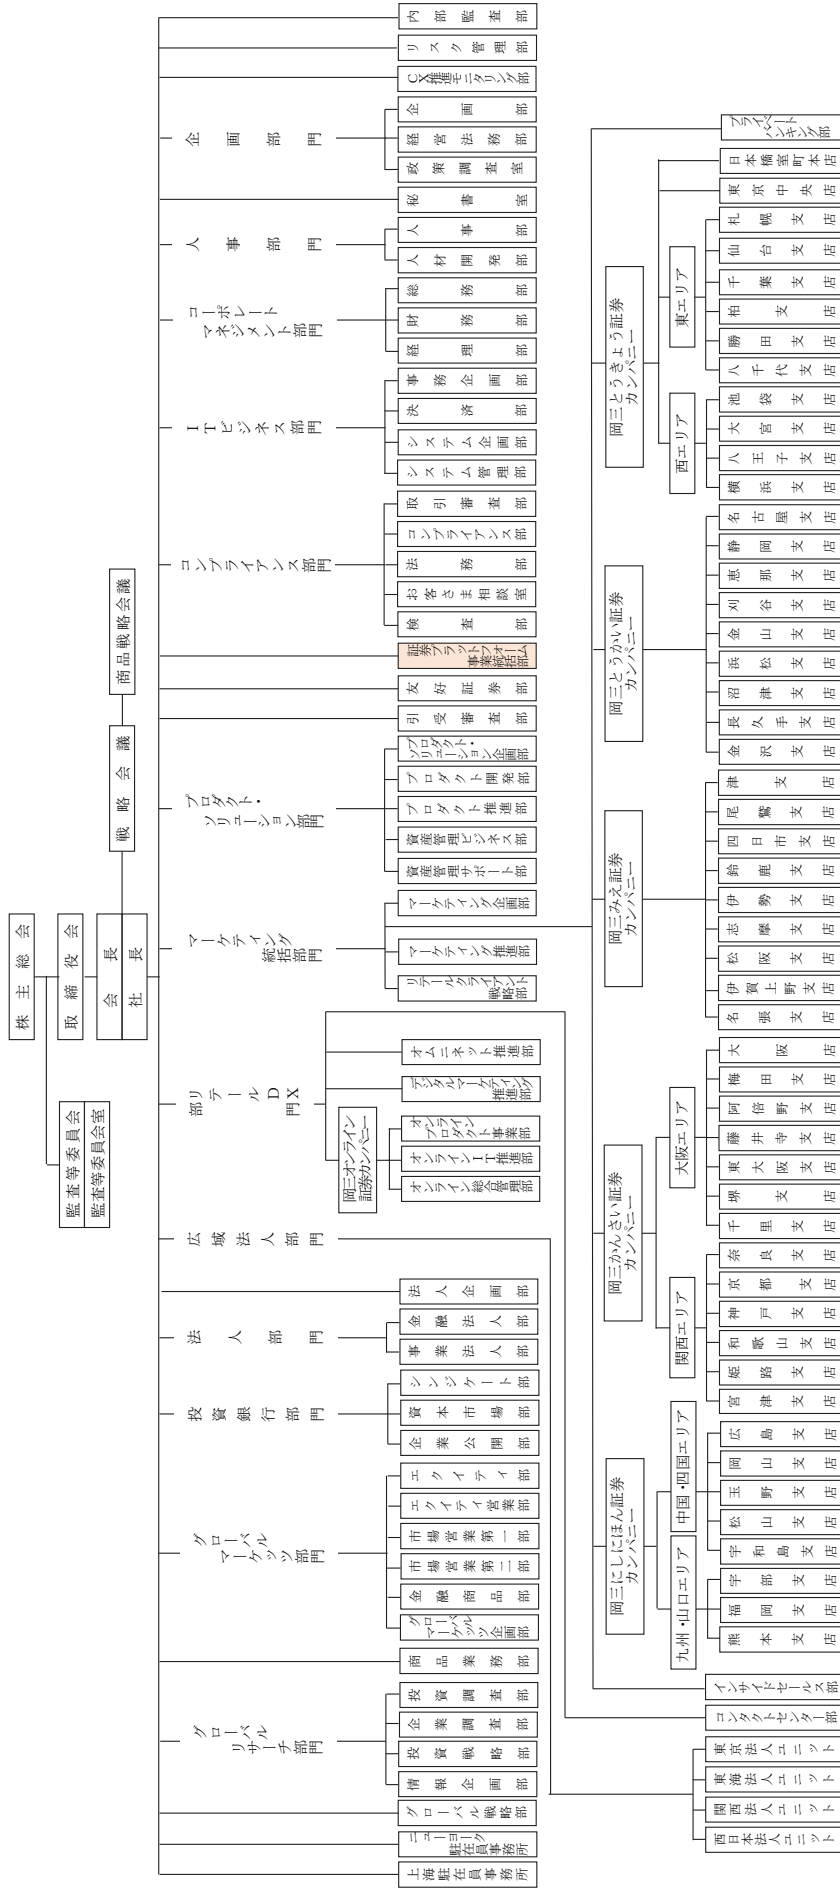 株主総会
取締役会
会長
社長
監査等委員会
監査等委員会室
戦略会議
商品戦略会議
内部監査部
リスク管理部
CX推進モニタリング部
企画部門
企画部
経営法務部
政策調査室
秘書室
人事部門
人事部
人材開発部
コーポレート
マネジメント部門
総務部
財務部
経理部
ITビジネス部門
事務企画部
決済部
システム企画部
システム管理部
コンプライアンス部門
取引審査部
コンプライアンス部
法務部
お客さま相談室
検査部
証券プラットフォーム
事業統括部
友好証券部
引受審査部
プロダクト・
ソリューション部門
プロダクト・
ソリューション企画部
プロダクト開発部
プロダクト推進部
資産管理ビジネス部
資産管理サポート部
マーケティング
統括部門
マーケティング企画部
マーケティング推進部
リテールクライアント
戦略部
リテールDX
部門
オムニネット推進部
デジタルマーケティング
推進部
岡三オンライン
証券カンパニー
オンライン
プロダクト事業部
オンラインIT推進部
オンライン総合管理部
広域法人部門
法人企画部
法人部門
金融法人部
事業法人部
投資銀行部門
シンジケート部
資本市場部
企業公開部
グローバル
マーケッツ部門
エクイティ部
エクイティ営業部
市場営業第一部
市場営業第二部
金融商品部
グローバル
マーケッツ企画部
商品業務部
グローバル
リサーチ部門
投資調査部
企業調査部
投資戦略部
情報企画部
グローバル戦略部
ニューヨーク
駐在員事務所
上海駐在員事務所
プライベート
バンキング部
岡三とうきょう証券
カンパニー
日本橋室町本店
東京中央店
東エリア
札幌支店
仙台支店
千葉支店
柏支店
勝田支店
八千代支店
西エリア
池袋支店
大宮支店
八王子支店
横浜支店
岡三とうかい証券
カンパニー
名古屋支店
静岡支店
恵那支店
刈谷支店
金山支店
浜松支店
沼津支店
長久手支店
金沢支店
岡三みえ証券
カンパニー
津支店
尾鷲支店
四日市支店
鈴鹿支店
伊勢支店
志摩支店
松阪支店
伊賀上野支店
名張支店
岡三かんさい証券
カンパニー
大阪エリア
大阪店
梅田支店
阿倍野支店
藤井寺支店
東大阪支店
堺支店
千里支店
関西エリア
奈良支店
京都支店
神戸支店
和歌山支店
姫路支店
宮津支店
岡三にしにほん証券
カンパニー
中国・四国エリア
広島支店
岡山支店
玉野支店
松山支店
宇和島支店
九州・山口エリア
宇部支店
福岡支店
熊本支店
インサイドセールス部
コンタクトセンター部
東京法人ユニット
東海法人ユニット
関西法人ユニット
西日本法人ユニット